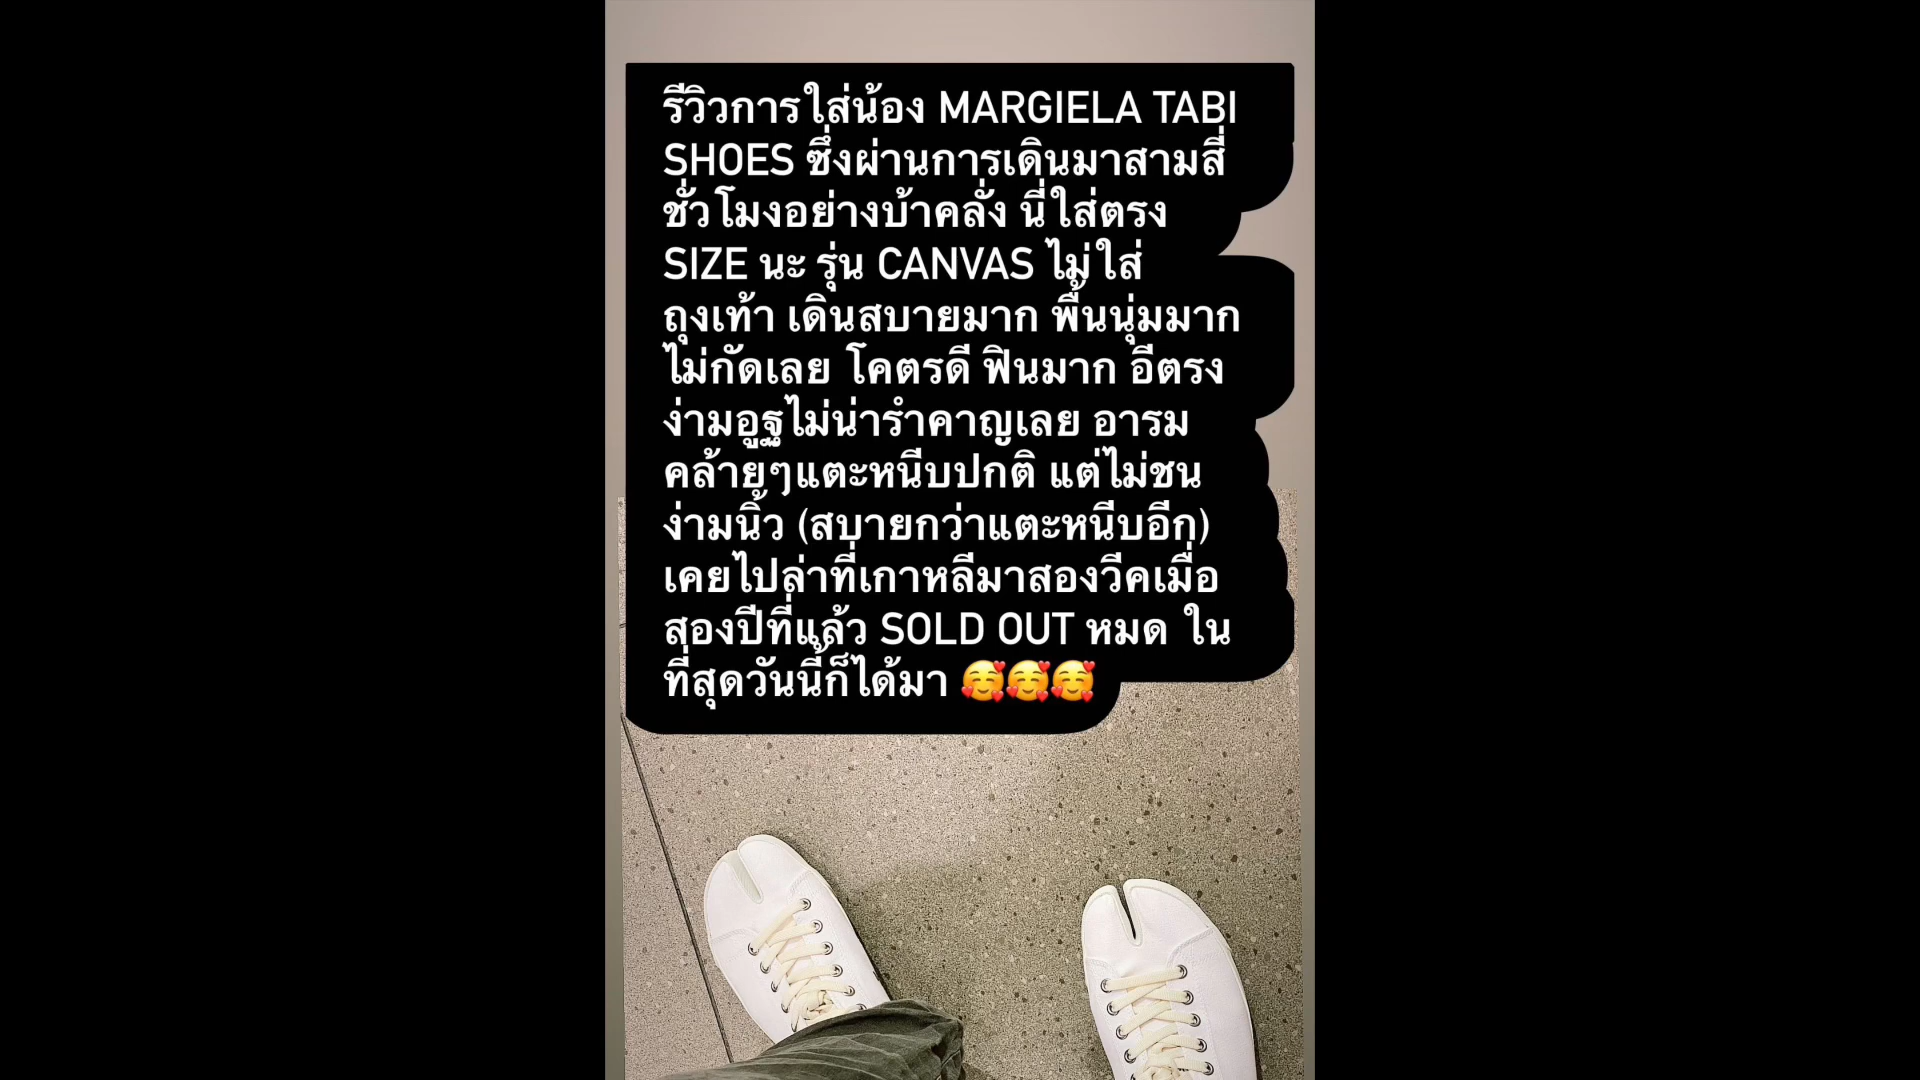 รีวิวการใส่น้อง MARGIELA TABI
SHOES ซึ่งผ่านการเดินมาสามสี่
ชั่วโมงอย่างบ้าคลั่ง นี่ใส่ตรง
SIZE นะ รุ่น CANVAS ไม่ใส่
ถุงเท้า เดินสบายมาก พื้นนุ่มมาก
ไม่กัดเลย โคตรดี ฟินมาก อีตรง
ง่ามอูฐไม่น่ารำคาญเลย อารม
คล้ายๆแตะหนีบปกติ แต่ไม่ชน
ง่ามนิ้ว (สบายกว่าแตะหนีบอีก)
เคยไปล่าที่เกาหลีมาสองวีคเมื่อ
สองปีที่แล้ว SOLD OUT หมด ใน
ที่สุดวันนี้ก็ได้มา 🥰🥰🥰